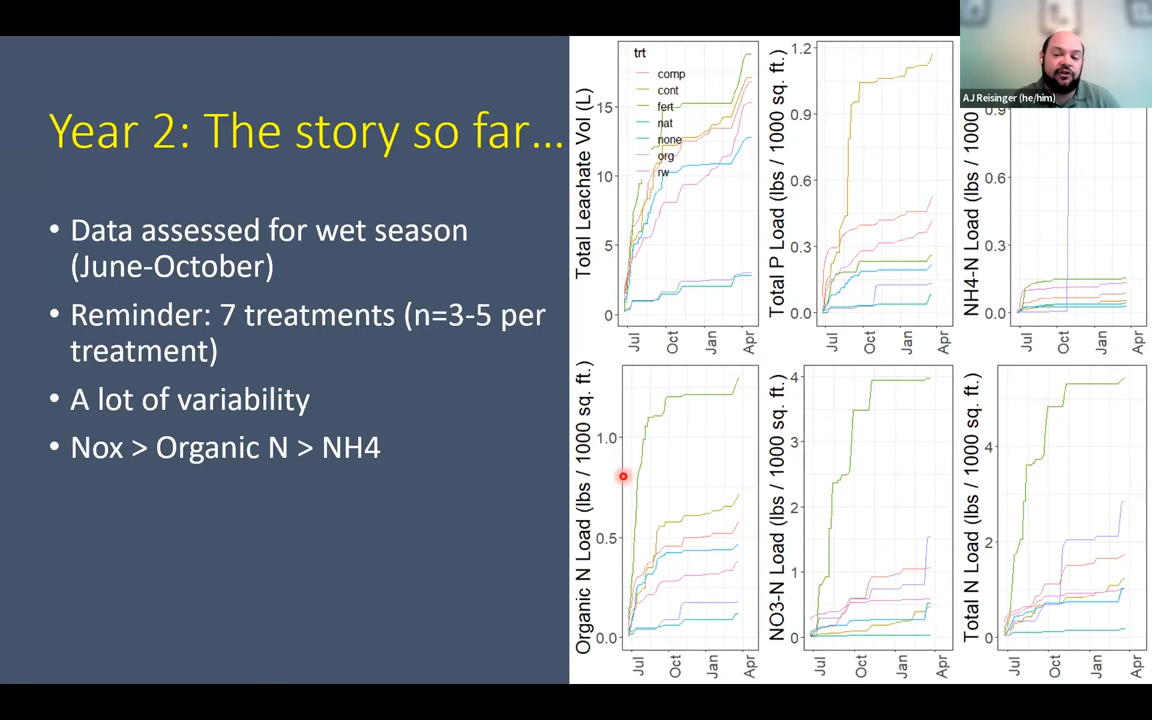 Year 2: The story so far...
• Data assessed for wet season
(June-October)
• Reminder: 7 treatments (n=3-5 per
treatment)
• A lot of variability
• Nox > Organic N > NH4
Total Leachate Vol (L)
15
10
5
0
Jul
Oct
Jan
Apr
trt
comp
cont
fert
nat
none
org
rw
Total P Load (lbs / 1000 sq. ft.)
1.2
0.9
0.6
0.3
0.0
Jul
Oct
Jan
Apr
NH4-N Load (lbs / 1000
0.9
0.6
0.3
0.0
Jul
Oct
Jan
Apr
AJ Reisinger (he/him)
Organic N Load (lbs / 1000 sq. ft.)
1.0
0.5
0.0
Jul
Oct
Jan
Apr
NO3-N Load (lbs / 1000 sq. ft.)
4
3
2
1
0
Jul
Oct
Jan
Apr
Total N Load (lbs / 1000 sq. ft.)
4
2
0
Jul
Oct
Jan
Apr